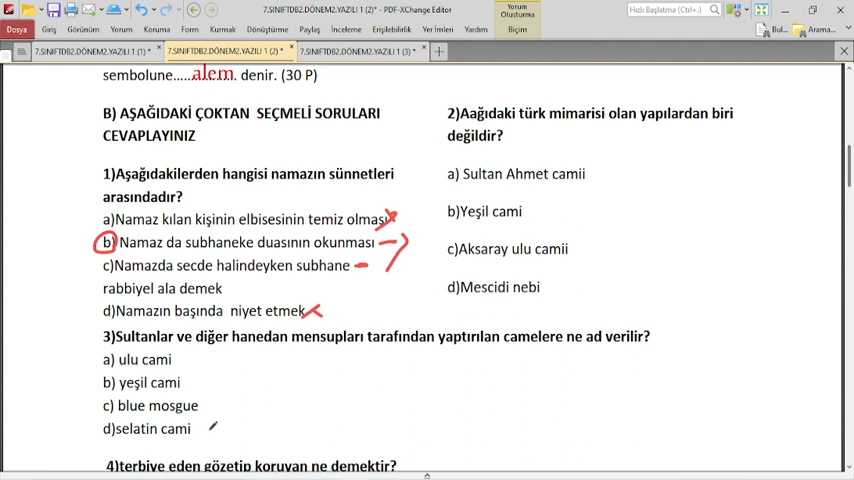 7.SINIFTDB2.DÖNEM2.YAZILI 1 (2)* - PDF-XChange Editor
Yorum Oluşturma
Hızlı Başlatma (Ctrl+...
Dosya
Giriş
Görünüm
Yorum
Koru
Form
Düzenle
Dönüştürme
Paylaş
İnceleme
Erişilebilirlik
Yer İmleri
Yardım
Biçim
Bul...
Arama...
7.SINIFTDB2.DÖNEM2.YAZILI 1 (1) *
7.SINIFTDB2.DÖNEM2.YAZILI 1 (2) *
7.SINIFTDB2.DÖNEM2.YAZILI 1 (3) *
sembolune......alem...... denir. (30 P)
B) AŞAĞIDAKİ ÇOKTAN SEÇMELİ SORULARI
CEVAPLAYINIZ
1)Aşağıdakilerden hangisi namazın sünnetleri
arasındadır?
a)Namaz kılan kişinin elbisesinin temiz olması
b) Namaz da subhaneke duasının okunması
c)Namazda secde halindeyken subhane
rabbiyel ala demek
d)Namazın başında niyet etmek
2)Aağıdaki türk mimarisi olan yapılardan biri
değildir?
a) Sultan Ahmet camii
b)Yeşil cami
c)Aksaray ulu camii
d)Mescidi nebi
3)Sultanlar ve diğer hanedan mensupları tarafından yaptırılan camelere ne ad verilir?
a) ulu cami
b) yeşil cami
c) blue mosgue
d)selatin cami
4)terbiye eden gözetip koruyan ne demektir?